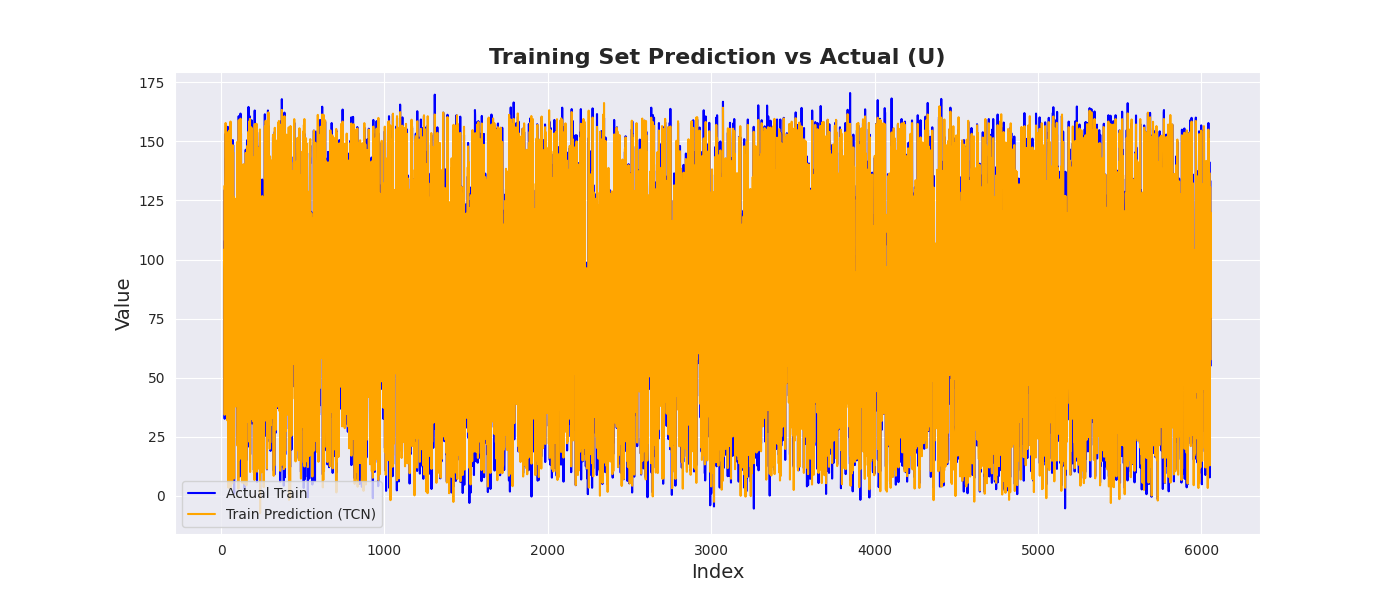 Training Set Prediction vs Actual (U)
Value
175
150
125
100
75
50
25
0
Actual Train
Train Prediction (TCN)
0 1000 2000 3000 4000 5000 6000
Index